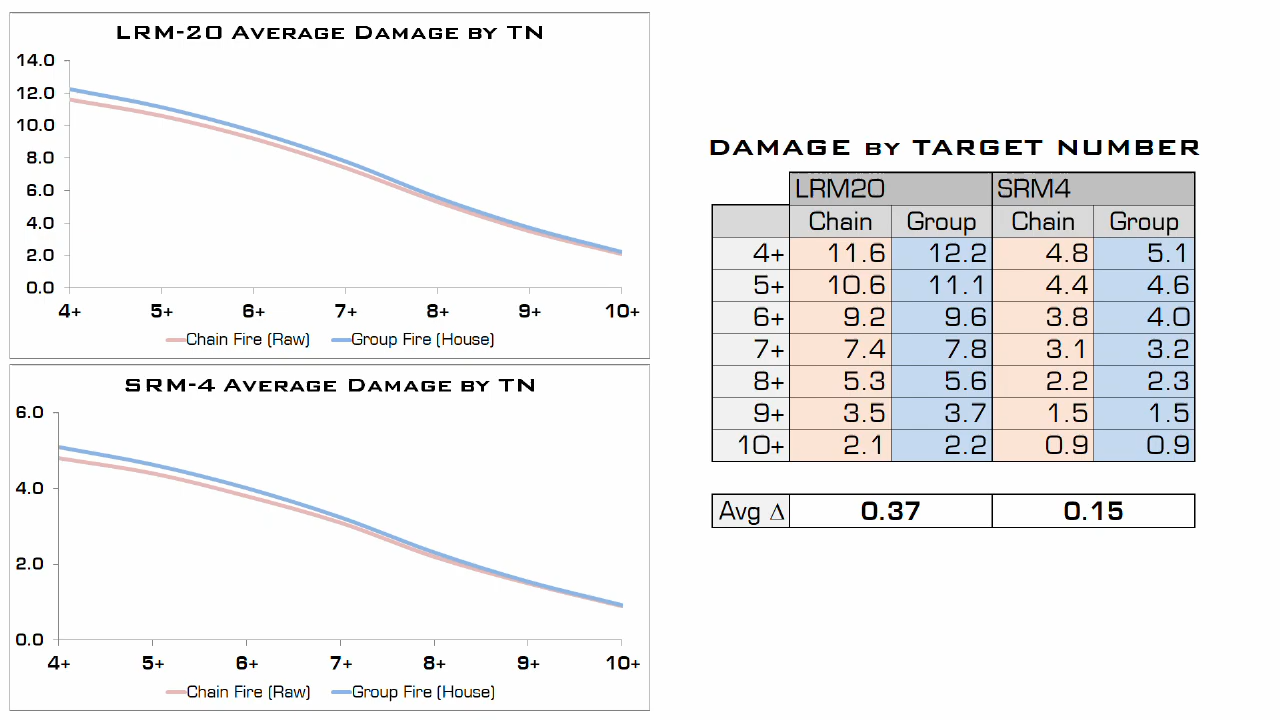 LRM-20 Average Damage by TN
14.0
12.0
10.0
8.0
6.0
4.0
2.0
0.0
4+ 5+ 6+ 7+ 8+ 9+ 10+
Chain Fire (Raw) Group Fire (House)
SRM-4 Average Damage by TN
6.0
4.0
2.0
0.0
4+ 5+ 6+ 7+ 8+ 9+ 10+
Chain Fire (Raw) Group Fire (House)
DAMAGE BY TARGET NUMBER
LRM20 SRM4
Chain Group Chain Group
4+ 11.6 12.2 4.8 5.1
5+ 10.6 11.1 4.4 4.6
6+ 9.2 9.6 3.8 4.0
7+ 7.4 7.8 3.1 3.2
8+ 5.3 5.6 2.2 2.3
9+ 3.5 3.7 1.5 1.5
10+ 2.1 2.2 0.9 0.9
Avg Δ 0.37 0.15